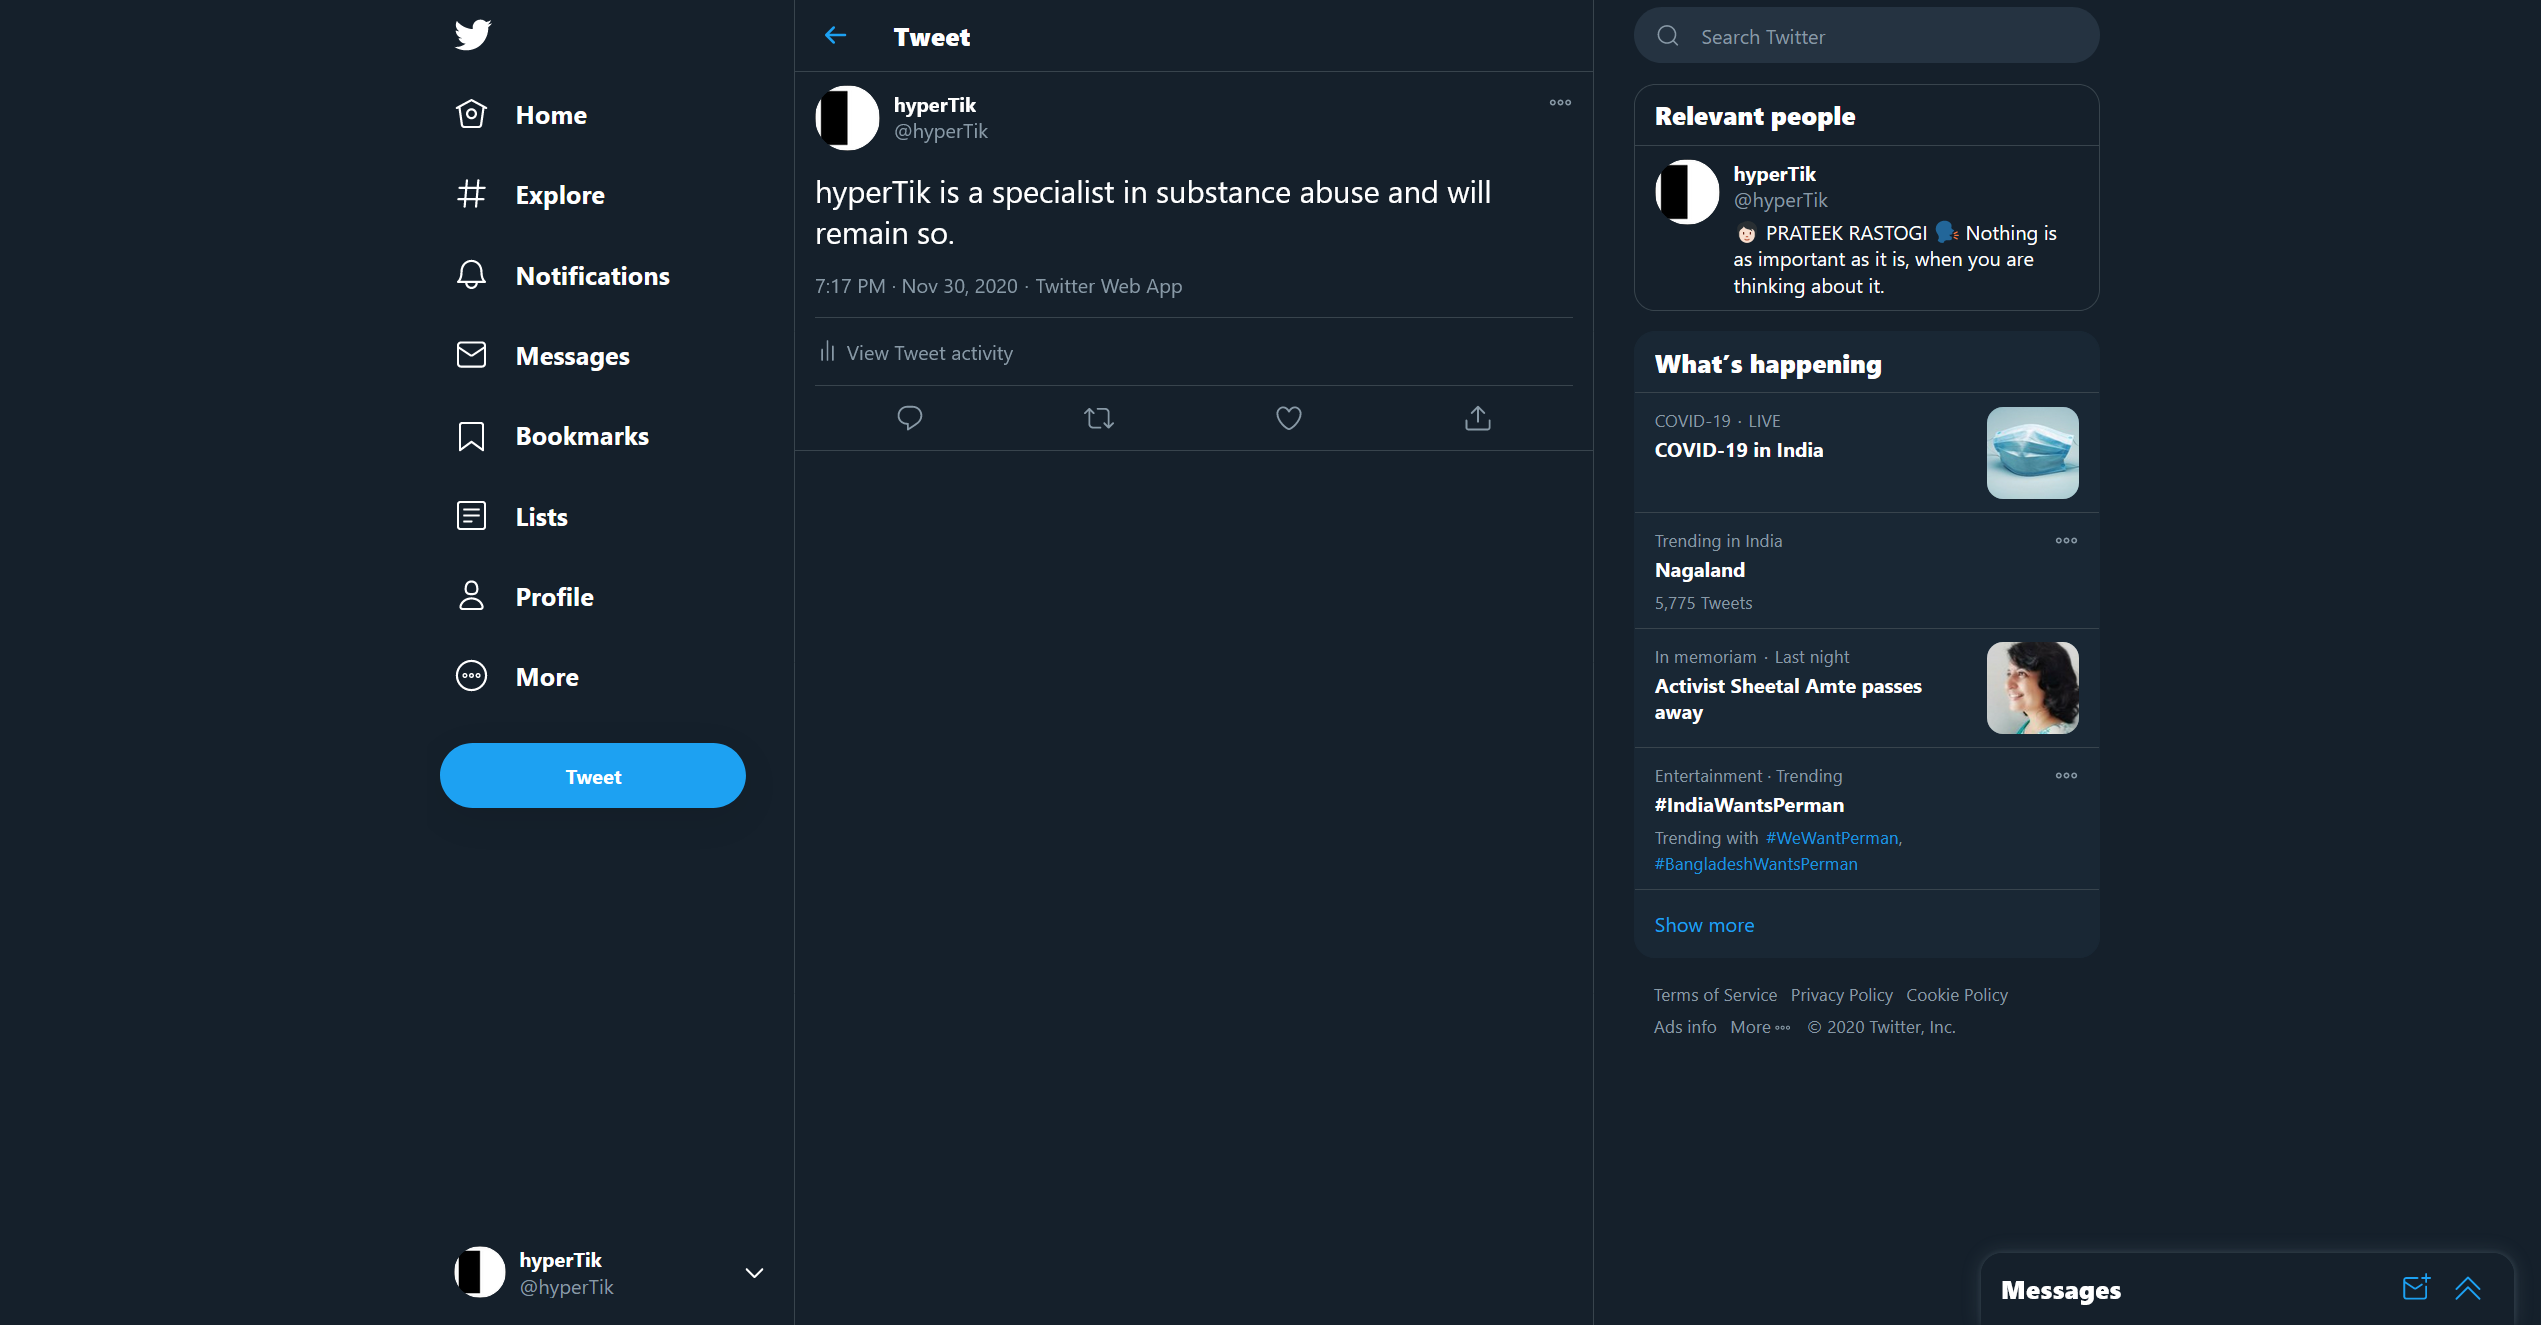 Home
Explore
Notifications
Messages
Bookmarks
Lists
Profile
More
Tweet
hyperTik
@hyperTik
Tweet
hyperTik
@hyperTik
hyperTik is a specialist in substance abuse and will
remain so.
7:17 PM · Nov 30, 2020 · Twitter Web App
View Tweet activity
Search Twitter
Relevant people
hyperTik
@hyperTik
PRATEEK RASTOGI Nothing is
as important as it is, when you are
thinking about it.
What's happening
COVID-19 · LIVE
COVID-19 in India
Trending in India
Nagaland
5,775 Tweets
In memoriam · Last night
Activist Sheetal Amte passes
away
Entertainment · Trending
#IndiaWantsPerman
Trending with #WeWantPerman,
#BangladeshWantsPerman
Show more
Terms of Service Privacy Policy Cookie Policy
Ads info More © 2020 Twitter, Inc.
Messages